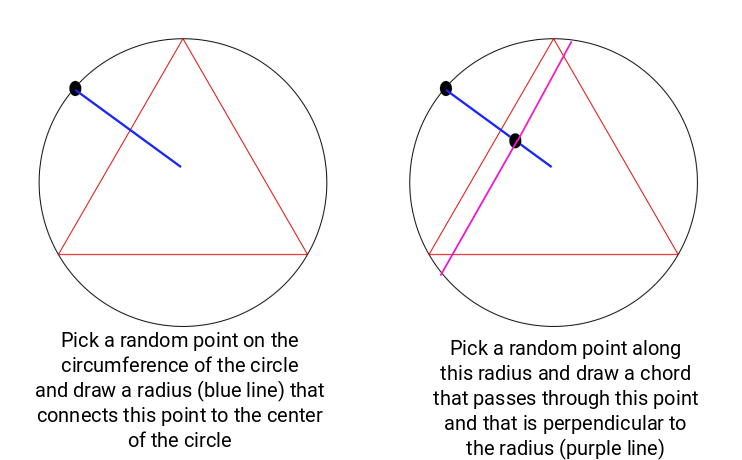 Pick a random point on the
circumference of the circle
and draw a radius (blue line) that
connects this point to the center
of the circle
Pick a random point along
this radius and draw a chord
that passes through this point
and that is perpendicular to
the radius (purple line)